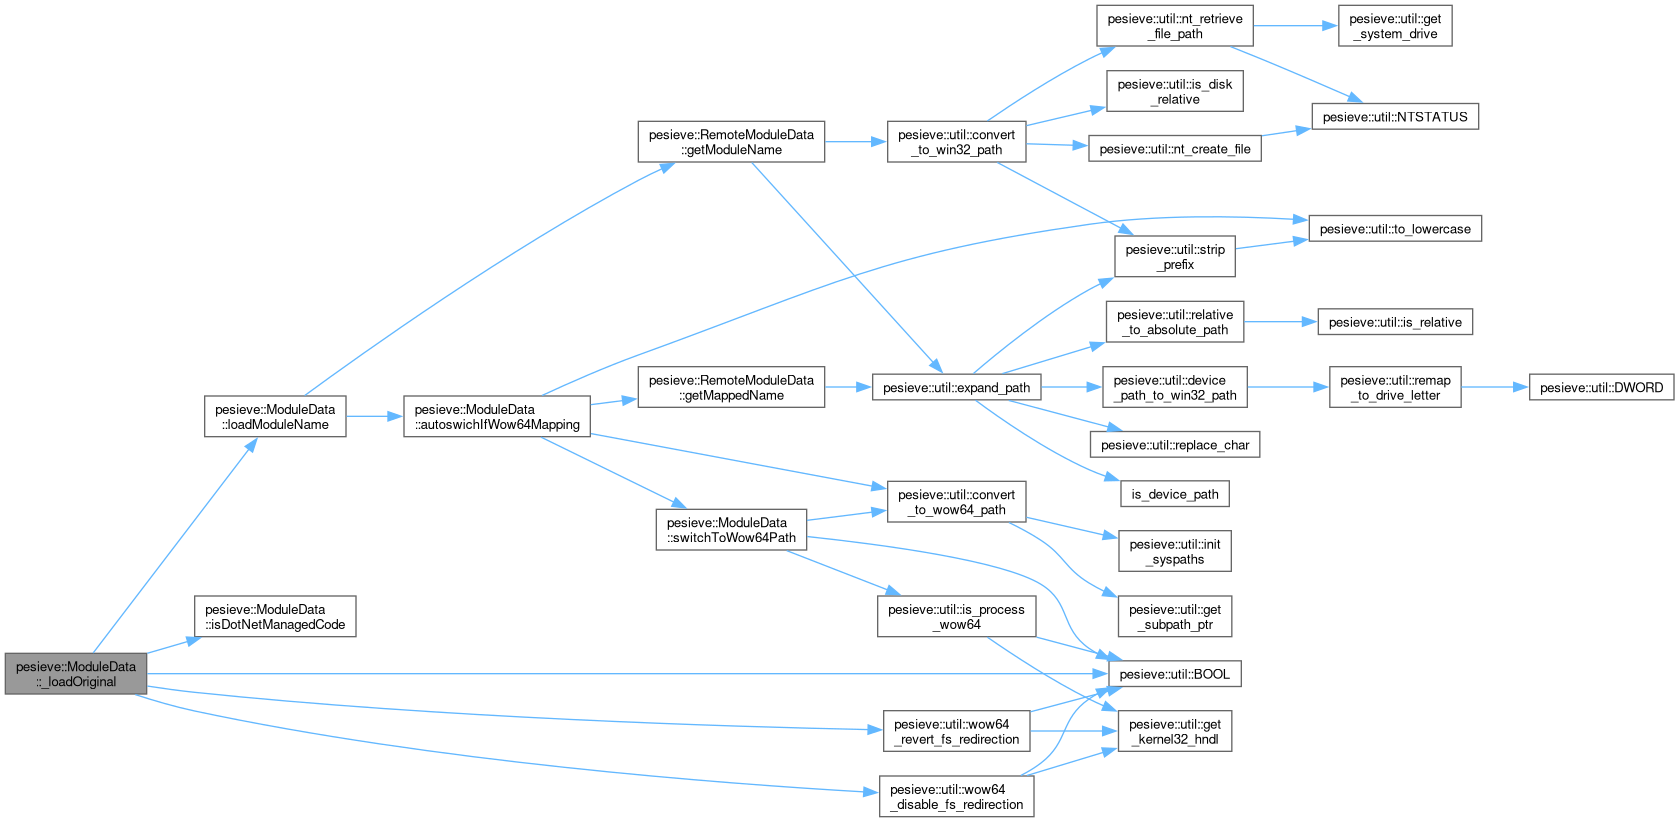 pesieve::util::nt_retrieve
_file_path
pesieve::util::get
_system_drive
pesieve::util::is_disk
_relative
pesieve::util::NTSTATUS
pesieve::RemoteModuleData
::getModuleName
pesieve::util::convert
_to_win32_path
pesieve::util::nt_create_file
pesieve::util::to_lowercase
pesieve::util::strip
_prefix
pesieve::util::relative
_to_absolute_path
pesieve::util::is_relative
pesieve::RemoteModuleData
::getMappedName
pesieve::util::expand_path
pesieve::util::device
_path_to_win32_path
pesieve::util::remap
_to_drive_letter
pesieve::util::DWORD
pesieve::ModuleData
::loadModuleName
pesieve::ModuleData
::autoswichIfWow64Mapping
pesieve::util::replace_char
is_device_path
pesieve::util::convert
_to_wow64_path
pesieve::ModuleData
::switchToWow64Path
pesieve::util::init
_syspaths
pesieve::ModuleData
::isDotNetManagedCode
pesieve::util::is_process
_wow64
pesieve::util::get
_subpath_ptr
pesieve::ModuleData
::_loadOriginal
pesieve::util::BOOL
pesieve::util::wow64
_revert_fs_redirection
pesieve::util::get
_kernel32_hndl
pesieve::util::wow64
_disable_fs_redirection